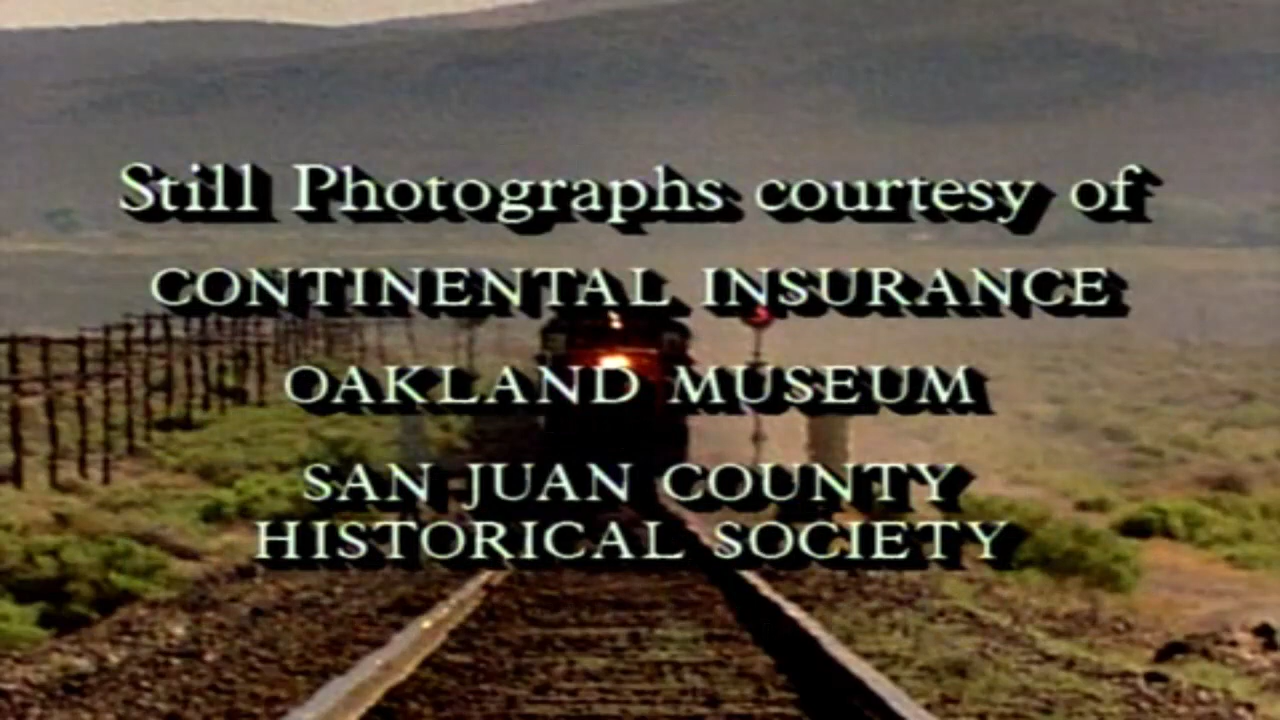 Still Photographs courtesy of
CONTINENTAL INSURANCE
OAKLAND MUSEUM
SAN JUAN COUNTY
HISTORICAL SOCIETY